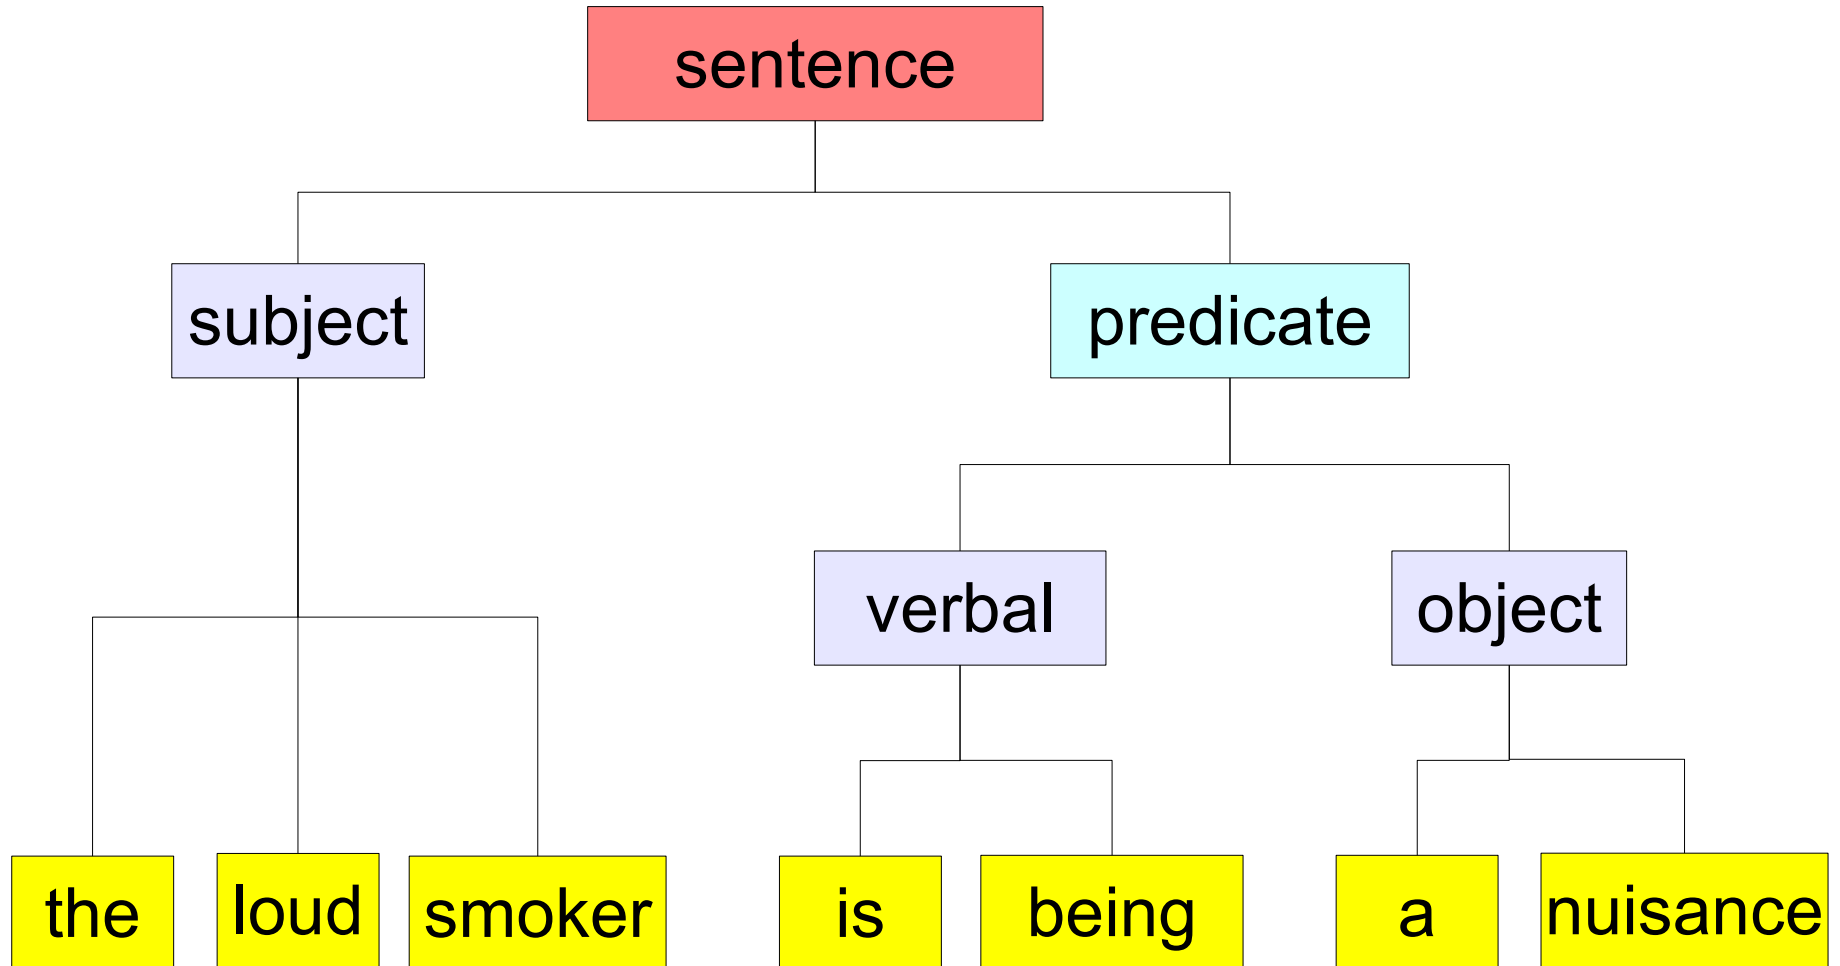 sentence
subject
predicate
verbal
object
the loud smoker is being a nuisance